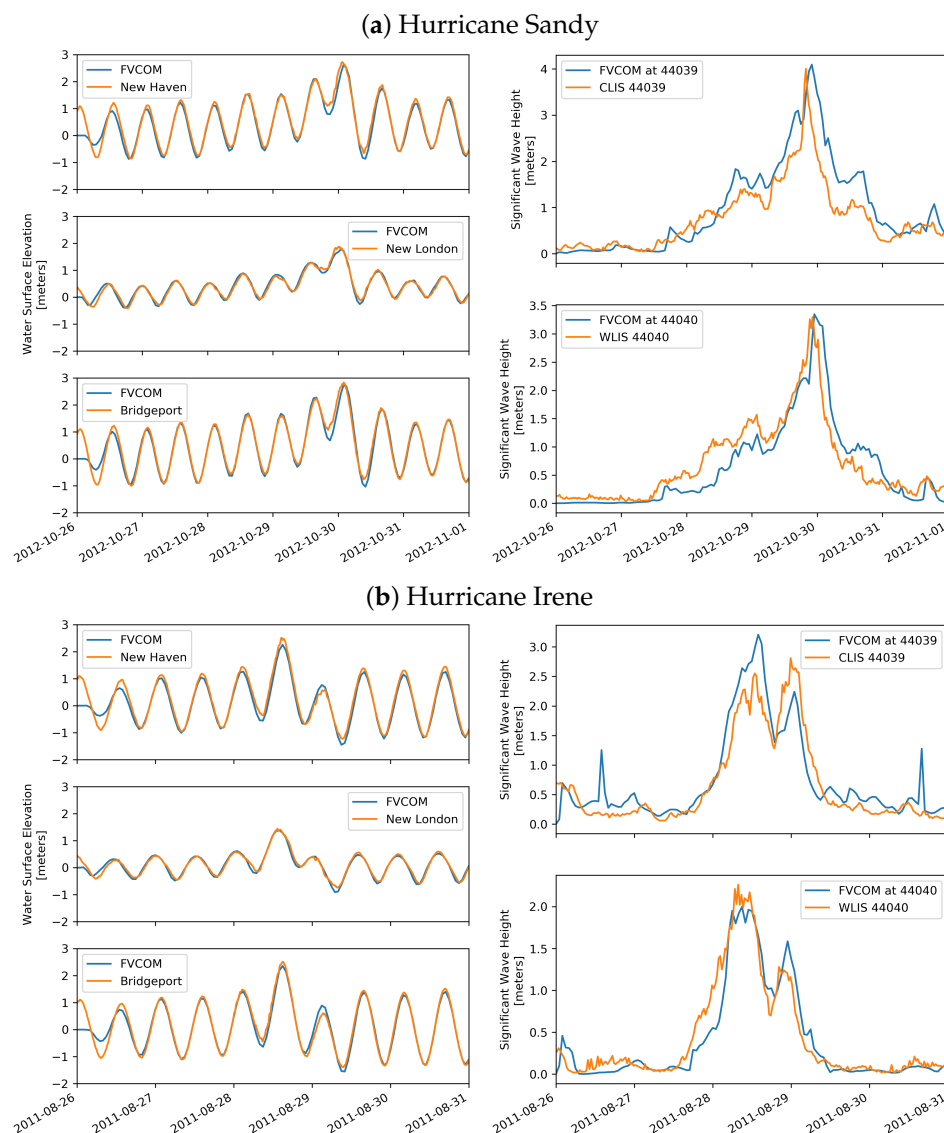 (a) Hurricane Sandy
3
2
1
0
−1
−2
FVCOM
New Haven
Water Surface Elevation
[meters]
3
2
1
0
−1
−2
FVCOM
New London
3
2
1
0
−1
−2
FVCOM
Bridgeport
2012-10-26
2012-10-27
2012-10-28
2012-10-29
2012-10-30
2012-10-31
2012-11-01
Significant Wave Height
[meters]
4
3
2
1
0
FVCOM at 44039
CLIS 44039
Significant Wave Height
[meters]
3.5
3.0
2.5
2.0
1.5
1.0
0.5
0.0
FVCOM at 44040
WLIS 44040
2012-10-26
2012-10-27
2012-10-28
2012-10-29
2012-10-30
2012-10-31
2012-11-01
(b) Hurricane Irene
3
2
1
0
−1
−2
FVCOM
New Haven
Water Surface Elevation
[meters]
3
2
1
0
−1
−2
FVCOM
New London
3
2
1
0
−1
−2
FVCOM
Bridgeport
2011-08-26
2011-08-27
2011-08-28
2011-08-29
2011-08-30
2011-08-31
Significant Wave Height
[meters]
3.0
2.5
2.0
1.5
1.0
0.5
0.0
FVCOM at 44039
CLIS 44039
Significant Wave Height
[meters]
2.0
1.5
1.0
0.5
0.0
FVCOM at 44040
WLIS 44040
2011-08-26
2011-08-27
2011-08-28
2011-08-29
2011-08-30
2011-08-31